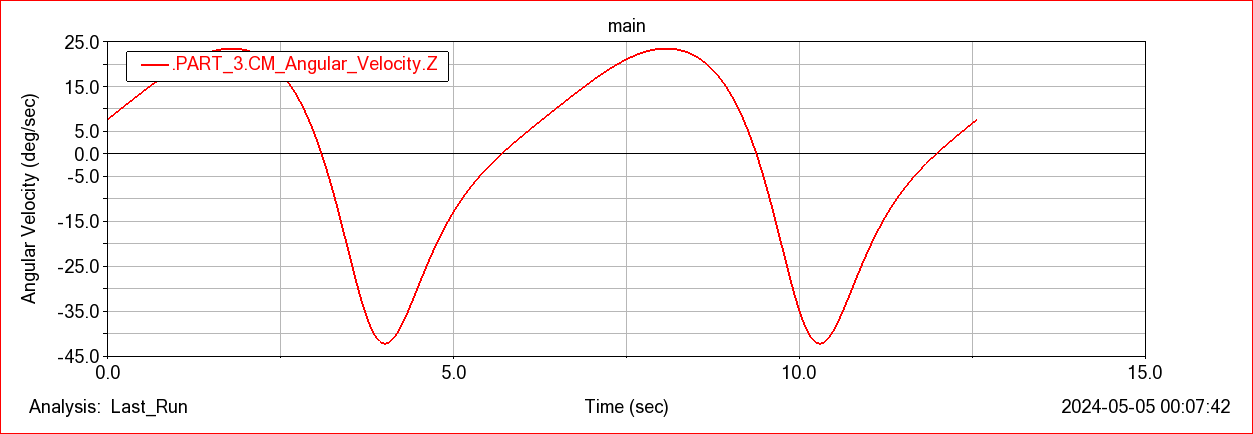 main
25.0
.PART_3.CM_Angular_Velocity.Z
15.0
5.0
0.0
-5.0
-15.0
-25.0
-35.0
-45.0
Angular Velocity (deg/sec)
0.0 5.0 10.0 15.0
Analysis: Last_Run Time (sec) 2024-05-05 00:07:42